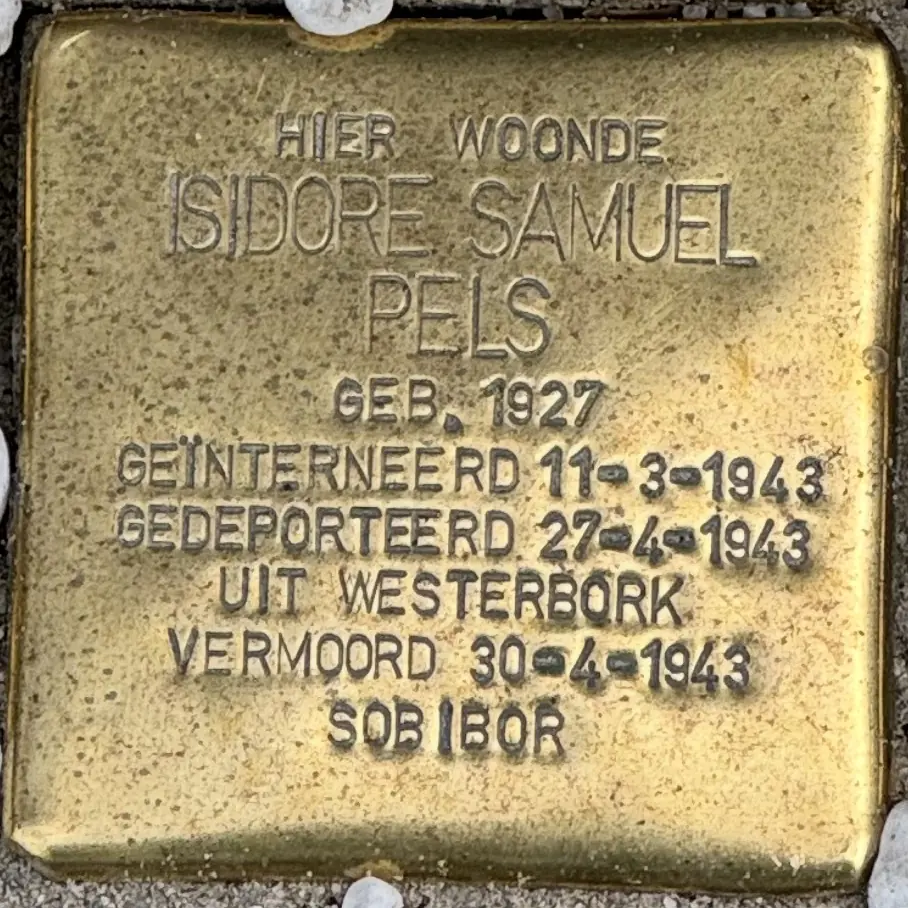 HIER WOONDE
ISIDORE SAMUEL
PELS
GEB. 1927
GEÏNTERNEERD 11-3-1943
GEDEPORTEERD 27-4-1943
UIT WESTERBORK
VERMOORD 30-4-1943
SOBIBOR